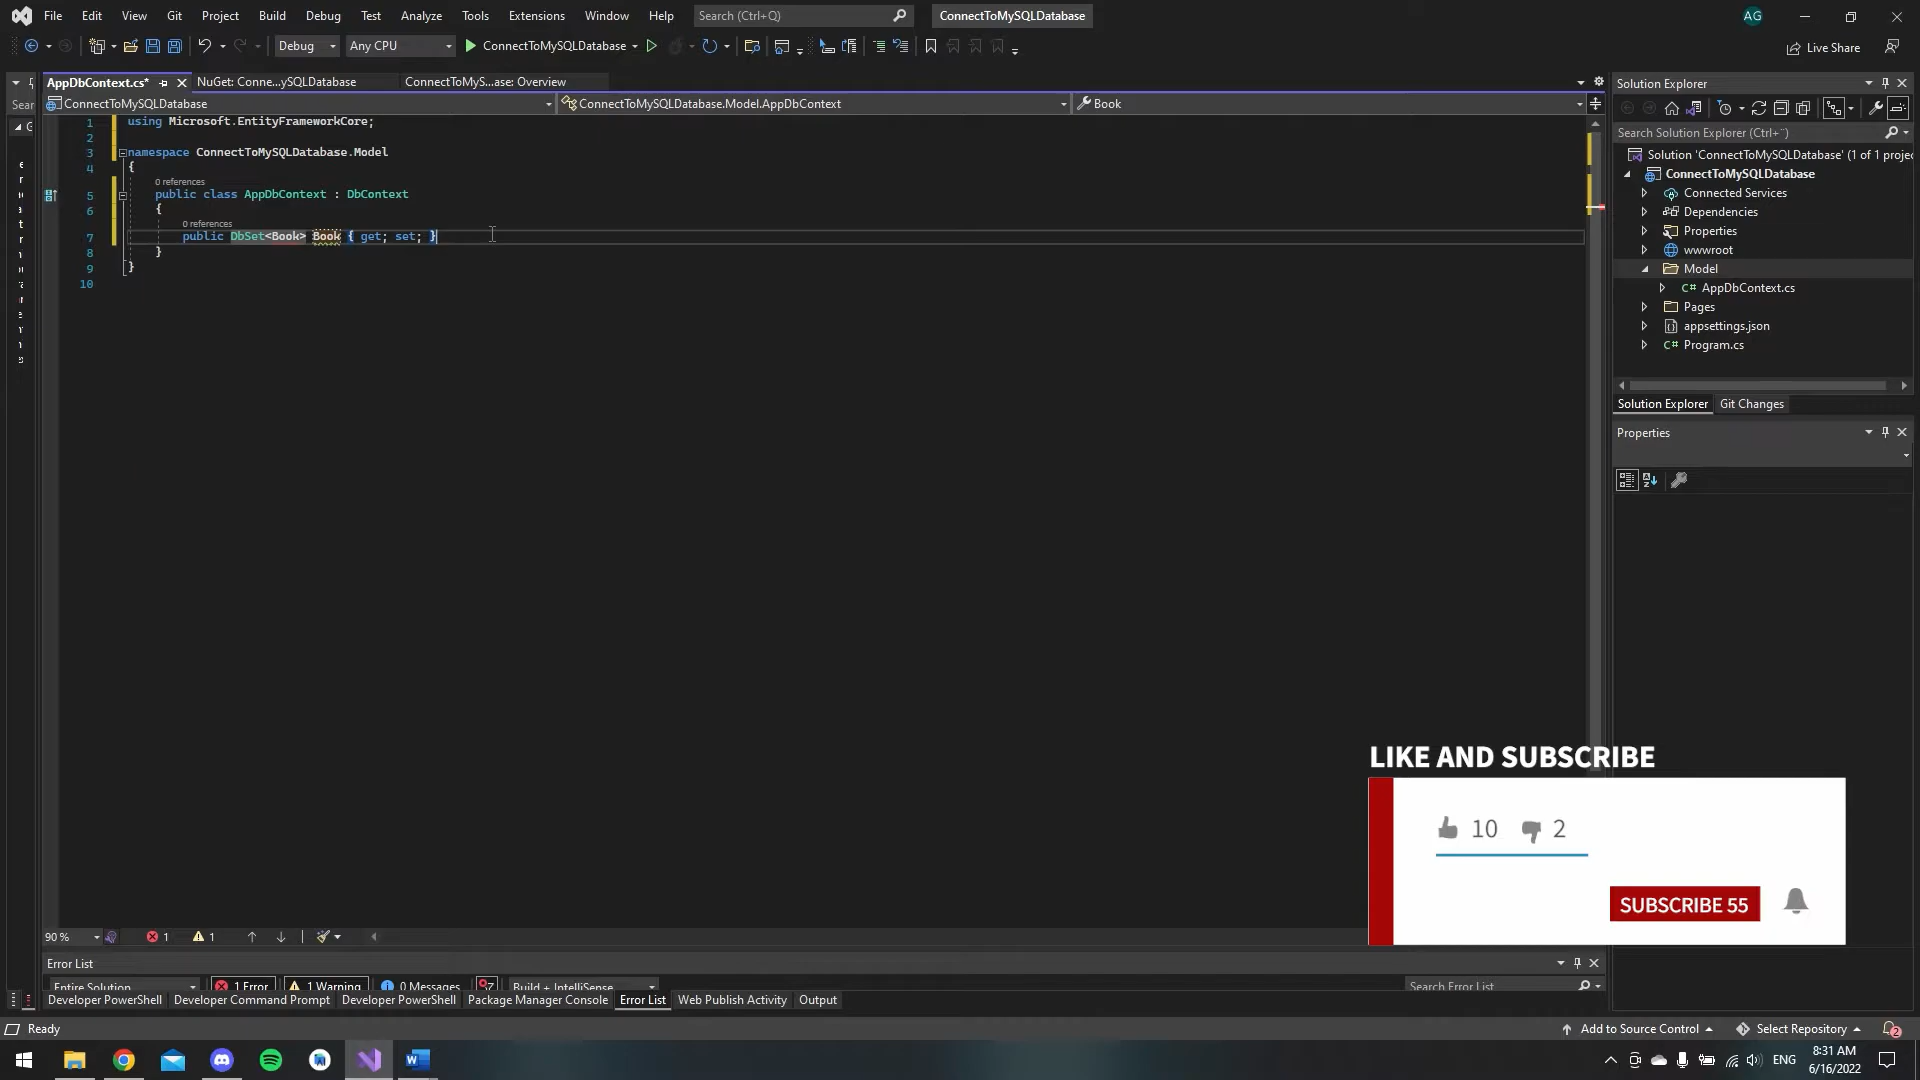 File Edit View Git Project Build Debug Test Analyze Tools Extensions Window Help Search (Ctrl+Q) ConnectToMySQLDatabase AG
Debug Any CPU ConnectToMySQLDatabase Live Share
AppDbContext.cs* NuGet: Conne...ySQLDatabase ConnectToMyS...ase: Overview
ConnectToMySQLDatabase ConnectToMySQLDatabase.Model.AppDbContext Book
1 using Microsoft.EntityFrameworkCore;
2
3 namespace ConnectToMySQLDatabase.Model
4 {
0 references
5 public class AppDbContext : DbContext
6 {
0 references
7 public DbSet<Book> Book { get; set; }
8 }
9 }
10
Solution Explorer
Search Solution Explorer (Ctrl+¨)
Solution 'ConnectToMySQLDatabase' (1 of 1 projec
ConnectToMySQLDatabase
Connected Services
Dependencies
Properties
wwwroot
Model
C# AppDbContext.cs
Pages
appsettings.json
C# Program.cs
Solution Explorer Git Changes
Properties
LIKE AND SUBSCRIBE
10 2
SUBSCRIBE 55
90 % 1 1
Error List
Entire Solution 1 Error 1 Warning 0 Messages Build + IntelliSense Search Error List
Developer PowerShell Developer Command Prompt Developer PowerShell Package Manager Console Error List Web Publish Activity Output
Ready Add to Source Control Select Repository 2
ENG 8:31 AM
6/16/2022